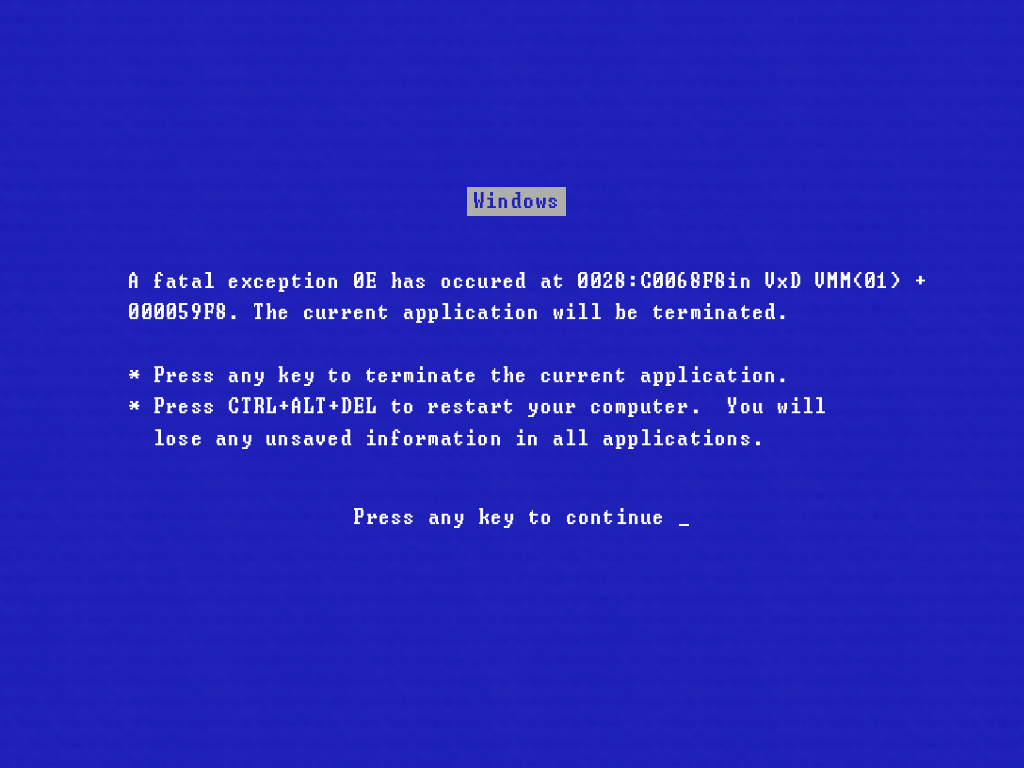 Windows
A fatal exception 0E has occured at 0028:C0068F8in VxD VMM(01) +
000059F8. The current application will be terminated.
* Press any key to terminate the current application.
* Press CTRL+ALT+DEL to restart your computer.  You will
lose any unsaved information in all applications.
Press any key to continue _